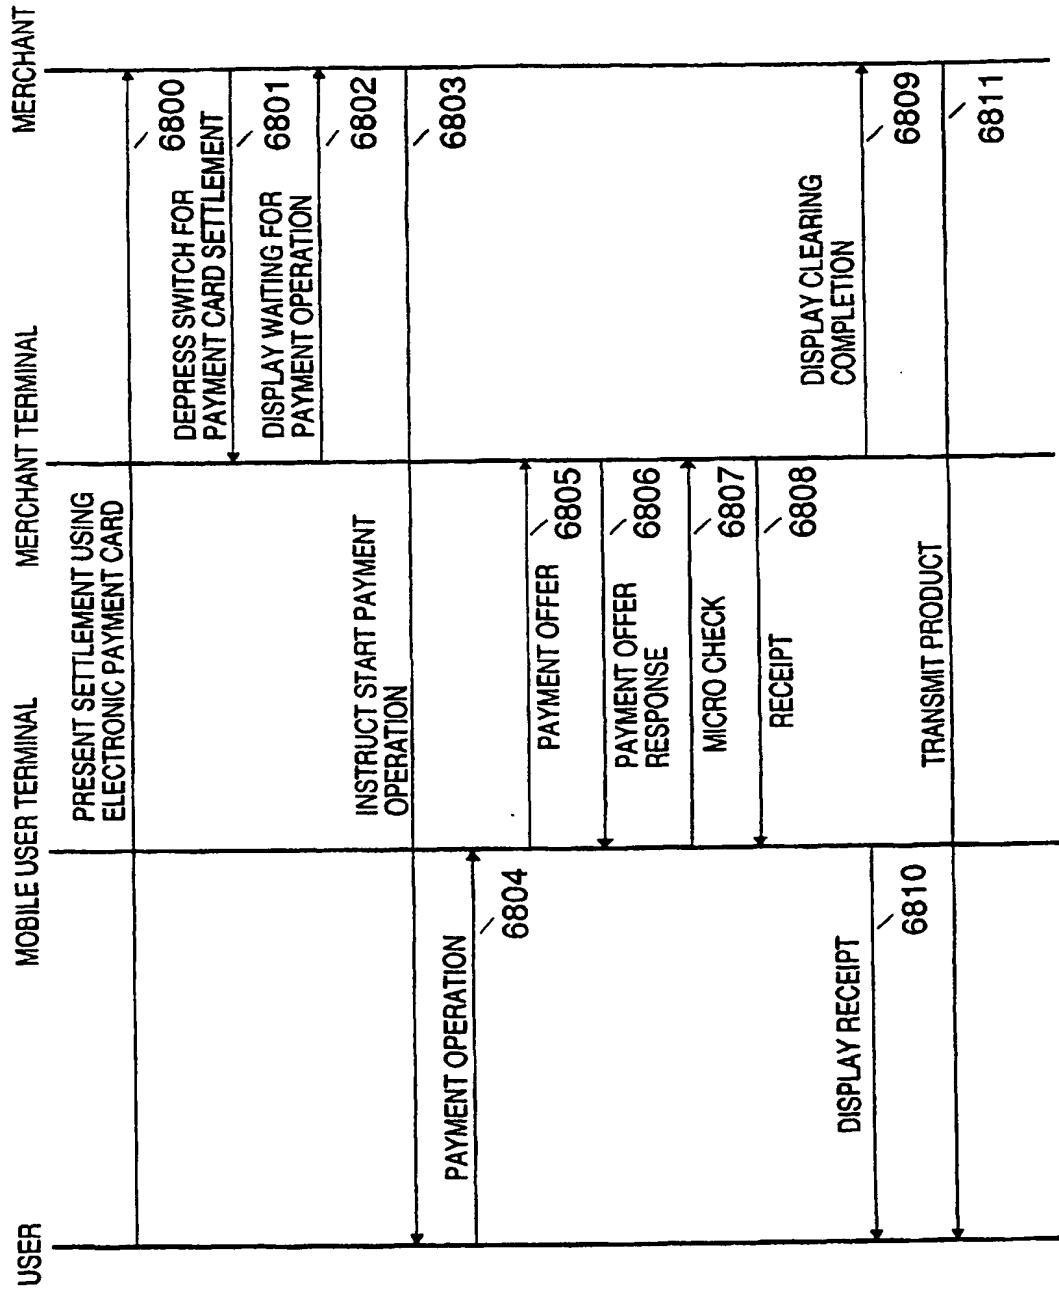 USER
MOBILE USER TERMINAL
MERCHANT TERMINAL
MERCHANT
PRESENT SETTLEMENT USING
ELECTRONIC PAYMENT CARD
6800
DEPRESS SWITCH FOR
PAYMENT CARD SETTLEMENT
6801
DISPLAY WAITING FOR
PAYMENT OPERATION
6802
INSTRUCT START PAYMENT
OPERATION
6803
PAYMENT OPERATION
6804
PAYMENT OFFER
6805
PAYMENT OFFER
RESPONSE
6806
MICRO CHECK
6807
RECEIPT
6808
DISPLAY CLEARING
COMPLETION
6809
DISPLAY RECEIPT
6810
TRANSMIT PRODUCT
6811